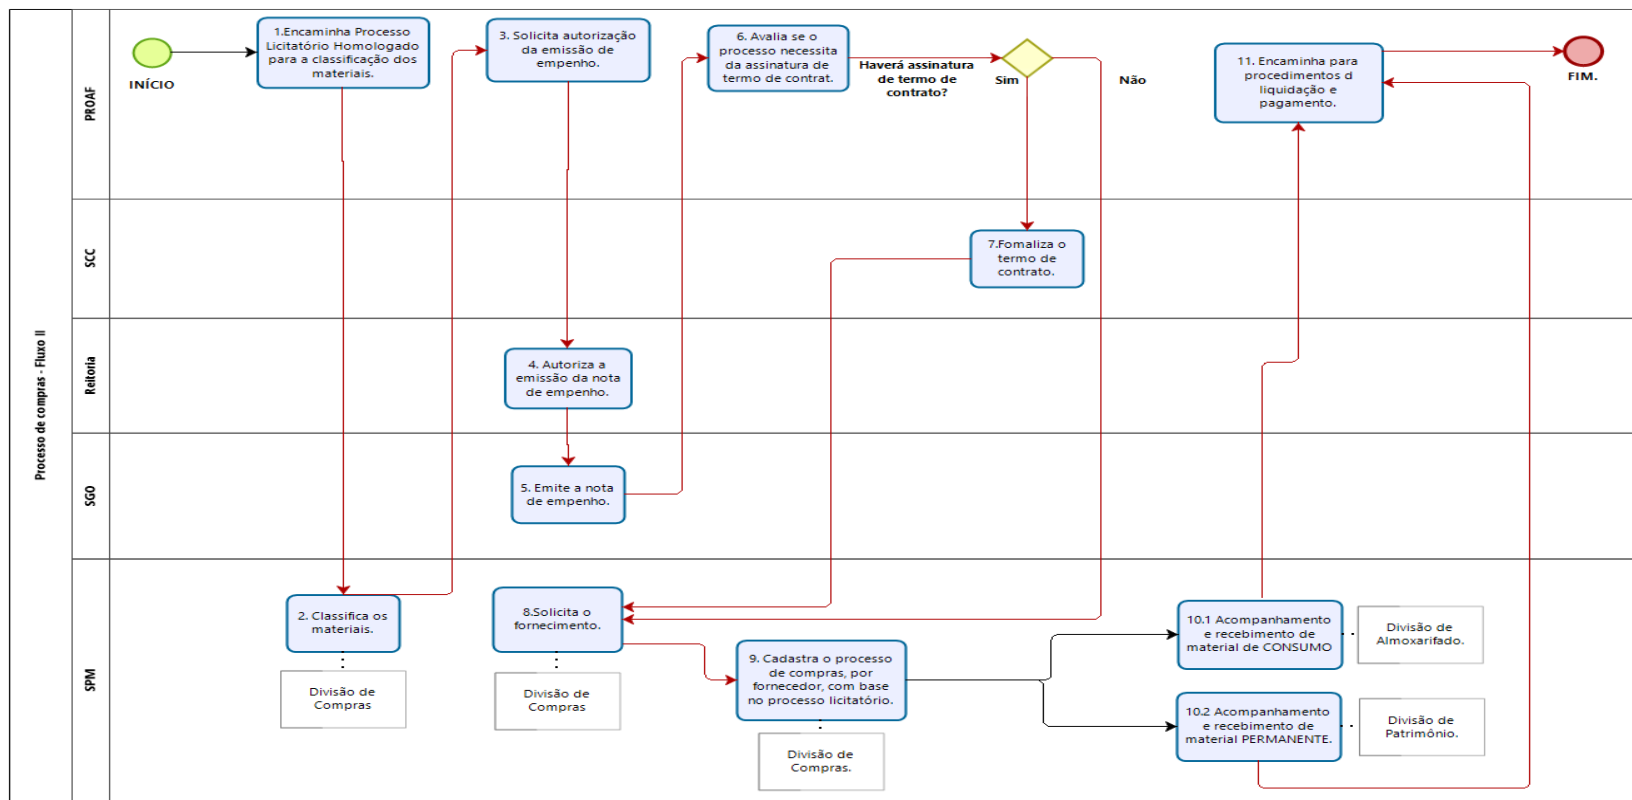 Processo de compras - Fluxo II
PROAF
INÍCIO
1.Encaminha Processo
Licitatório Homologado
para a classificação dos
materiais.
3. Solicita autorização
da emissão de
empenho.
6. Avalia se o
processo necessita
da assinatura de
termo de contrat.
Haverá assinatura
de termo de
contrato?
Sim
Não
11. Encaminha para
procedimentos d
liquidação e
pagamento.
FIM.
SCC
7.Fomaliza o
termo de
contrato.
Reitoria
4. Autoriza a
emissão da nota
de empenho.
SGO
5. Emite a nota
de empenho.
SPM
2. Classifica os
materiais.
Divisão de
Compras
8.Solicita o
fornecimento.
Divisão de
Compras
9. Cadastra o processo
de compras, por
fornecedor, com base
no processo licitatório.
Divisão de
Compras.
10.1 Acompanhamento
e recebimento de
material de CONSUMO
Divisão de
Almoxarifado.
10.2 Acompanhamento
e recebimento de
material PERMANENTE.
Divisão de
Patrimônio.